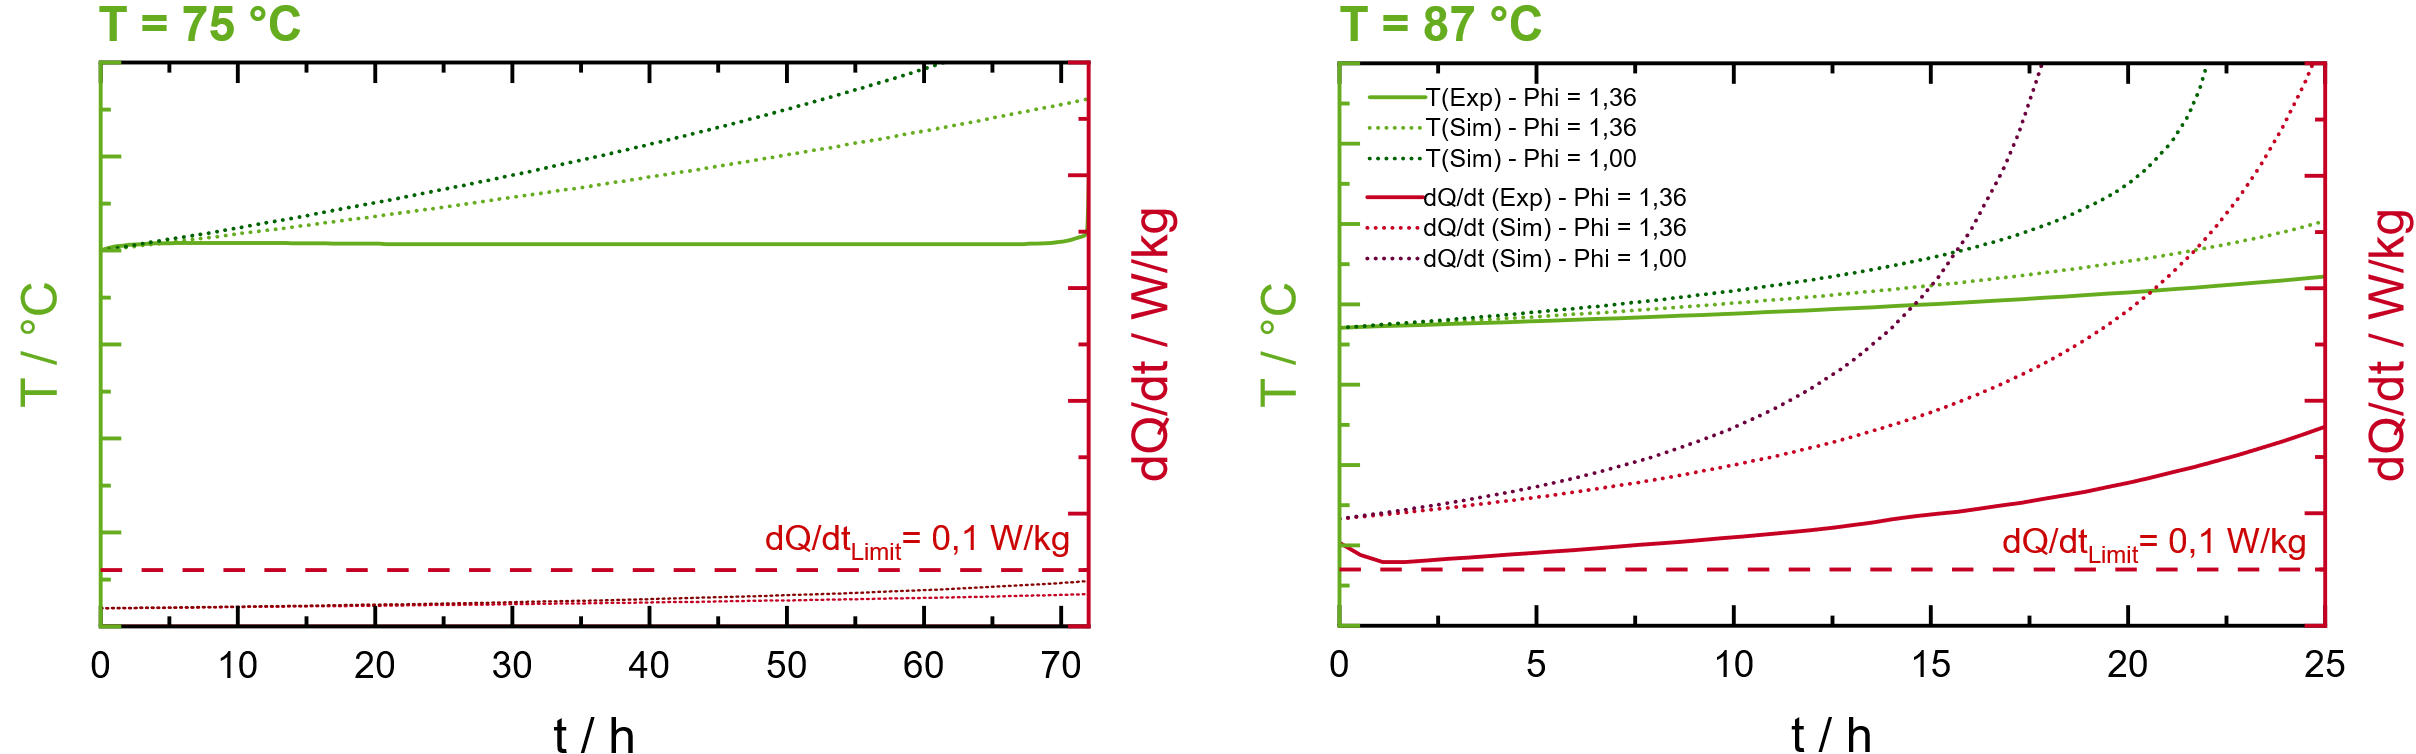 T = 75 °C
T / °C
dQ/dt / W/kg
dQ/dtLimit= 0,1 W/kg
0 10 20 30 40 50 60 70
t / h
T = 87 °C
T(Exp) - Phi = 1,36
T(Sim) - Phi = 1,36
T(Sim) - Phi = 1,00
dQ/dt (Exp) - Phi = 1,36
dQ/dt (Sim) - Phi = 1,36
dQ/dt (Sim) - Phi = 1,00
T / °C
dQ/dt / W/kg
dQ/dtLimit= 0,1 W/kg
0 5 10 15 20 25
t / h